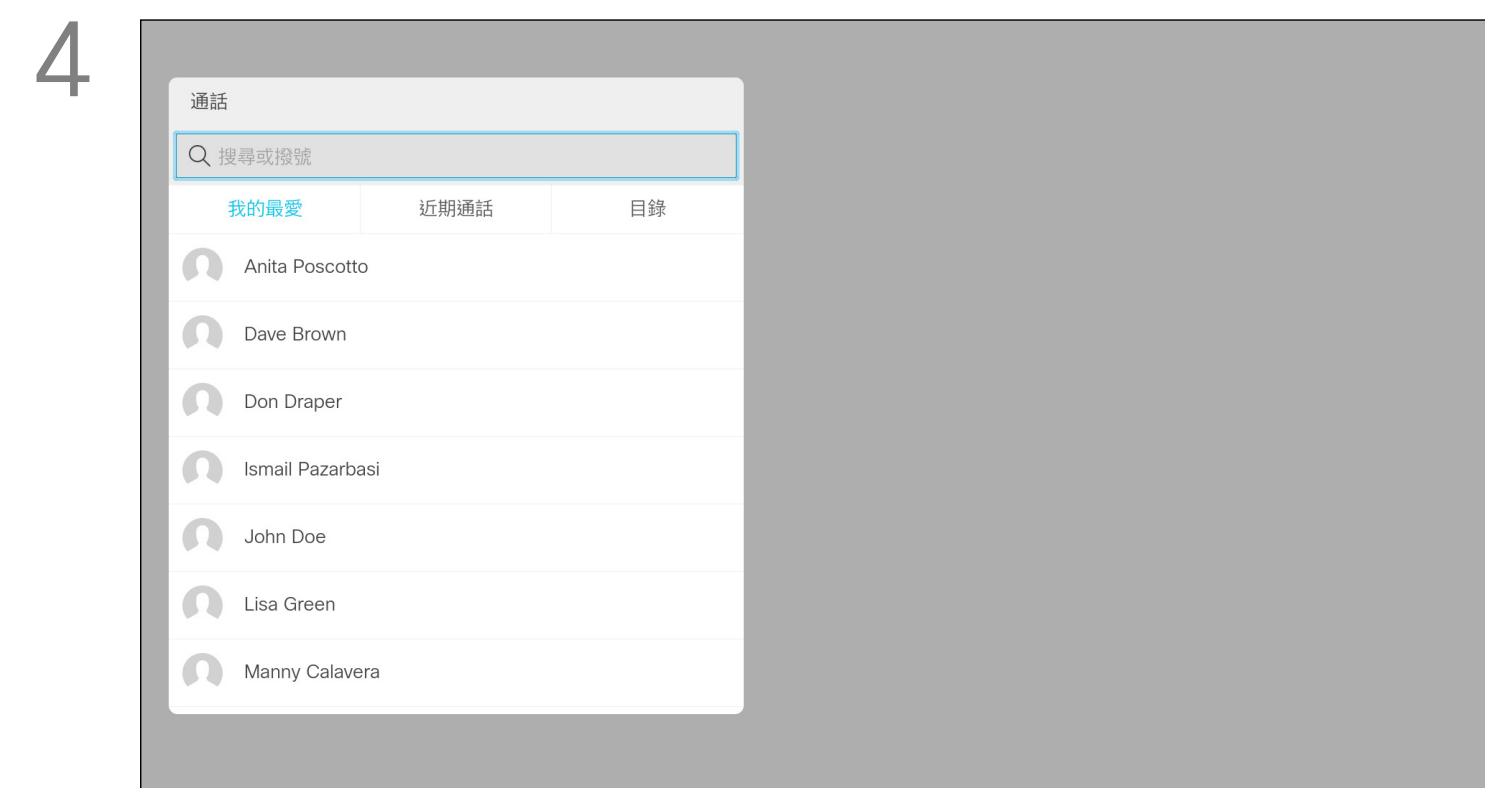 4
通話
搜尋或撥號
我的最愛 近期通話 目錄
Anita Poscotto
Dave Brown
Don Draper
Ismail Pazarbasi
John Doe
Lisa Green
Manny Calavera